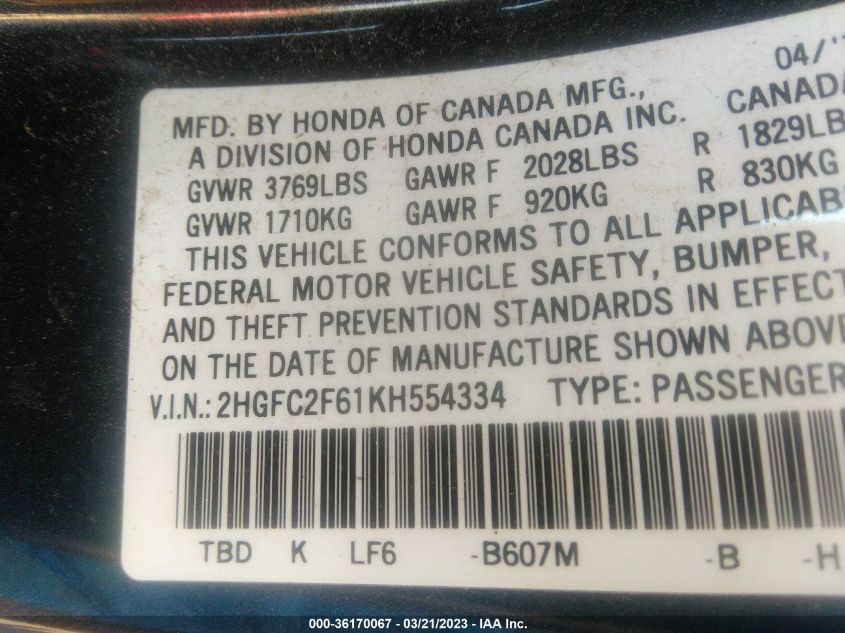 04/'1
MFD. BY HONDA OF CANADA MFG.,
A DIVISION OF HONDA CANADA INC. CANADA
GVWR 3769LBS GAWR F 2028LBS R 1829LB
GVWR 1710KG GAWR F 920KG R 830KG
THIS VEHICLE CONFORMS TO ALL APPLICAB
FEDERAL MOTOR VEHICLE SAFETY, BUMPER,
AND THEFT PREVENTION STANDARDS IN EFFECT
ON THE DATE OF MANUFACTURE SHOWN ABOVE
V.I.N.: 2HGFC2F61KH554334 TYPE: PASSENGER
TBD K LF6 -B607M -B -H
000-36170067 - 03/21/2023 - IAA Inc.